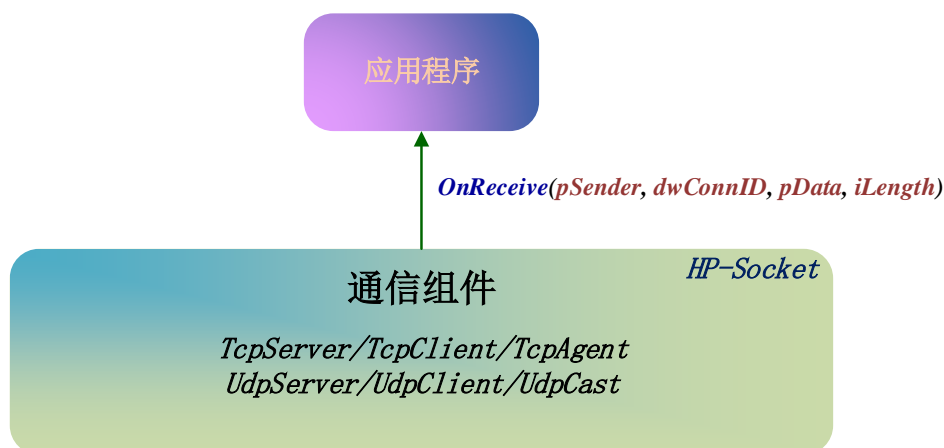 应用程序
OnReceive(pSender, dwConnID, pData, iLength)
HP-Socket
通信组件
TcpServer/TcpClient/TcpAgent
UdpServer/UdpClient/UdpCast